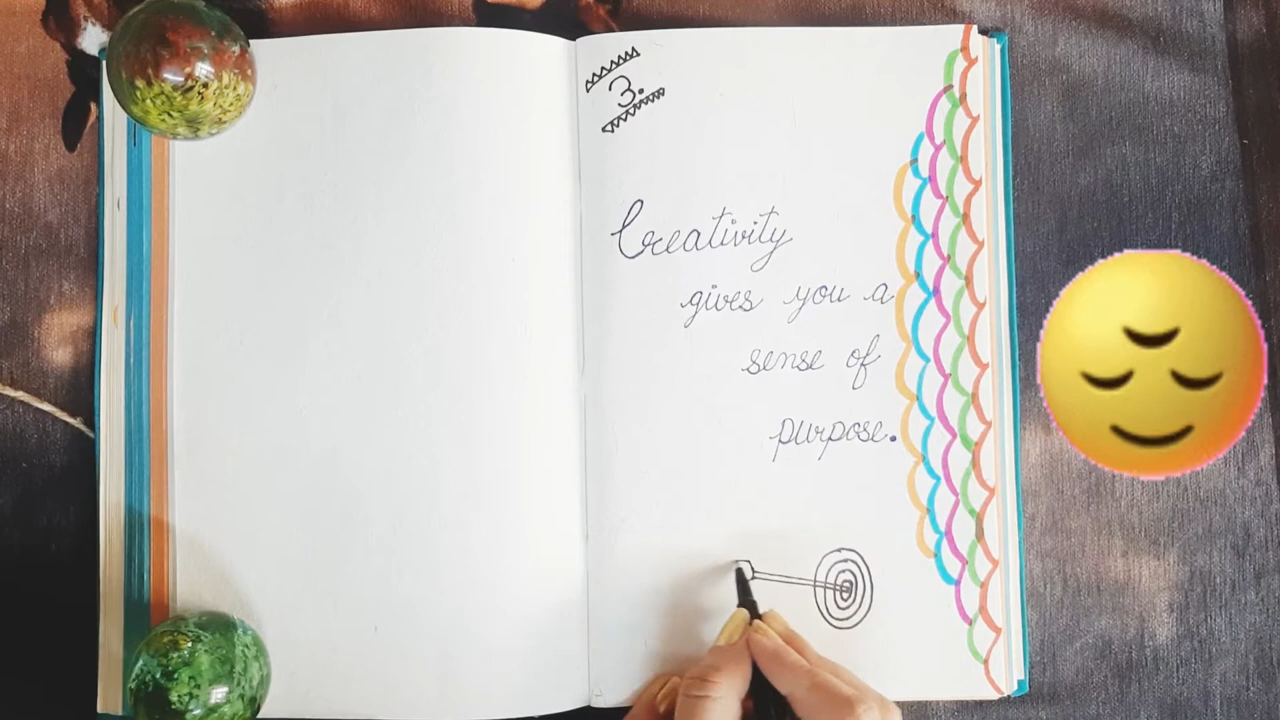 3.
Creativity
gives you a
sense of
purpose.